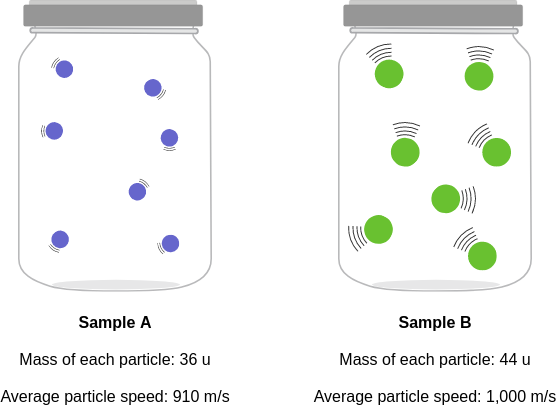 Sample A
Mass of each particle: 36 u
Average particle speed: 910 m/s
Sample B
Mass of each particle: 44 u
Average particle speed: 1,000 m/s